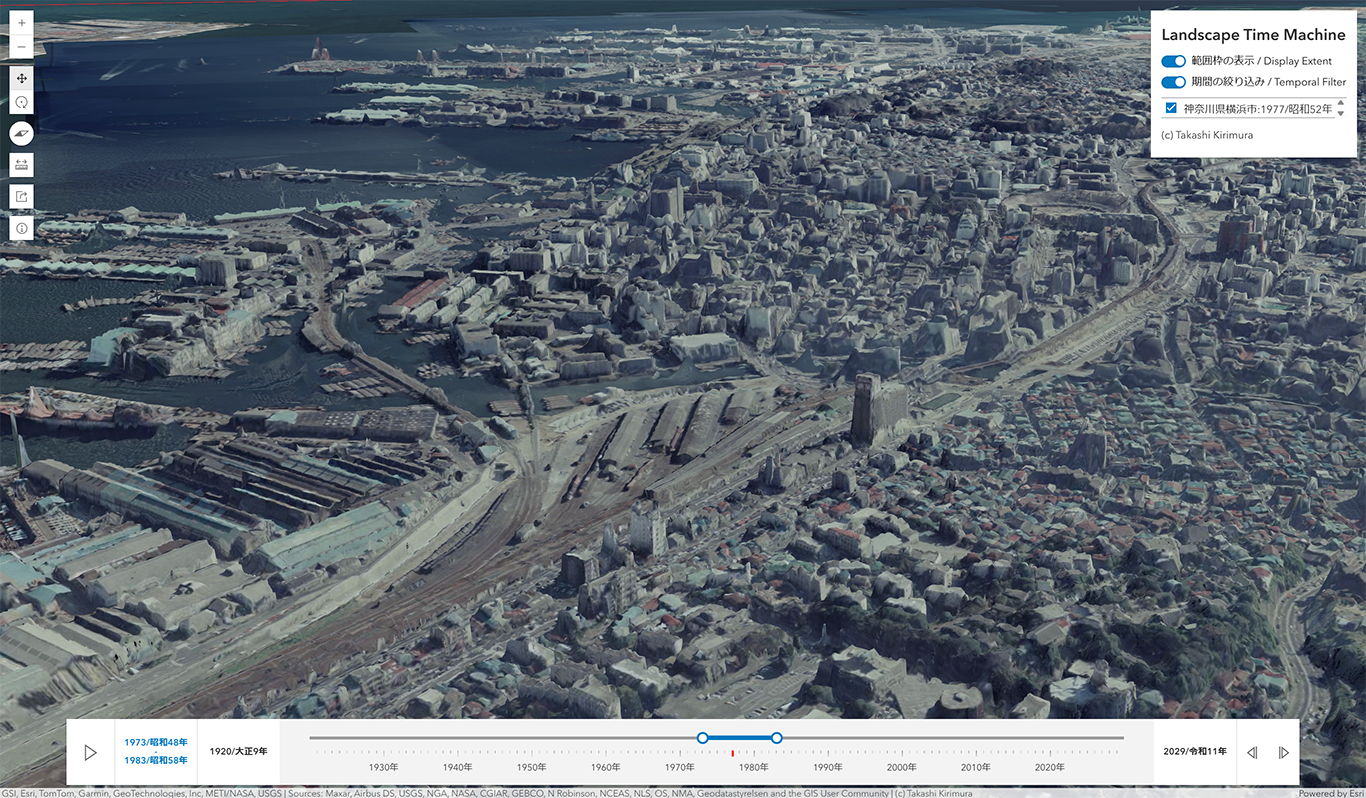 Landscape Time Machine
範囲枠の表示 / Display Extent
期間の絞り込み / Temporal Filter
神奈川県横浜市:1977/昭和52年
(c) Takashi Kirimura
1973/昭和48年
-
1983/昭和58年
1920/大正9年
1930年 1940年 1950年 1960年 1970年 1980年 1990年 2000年 2010年 2020年
2029/令和11年
GSI, Esri, TomTom, Garmin, GeoTechnologies, Inc, METI/NASA, USGS | Sources: Maxar, Airbus DS, USGS, NGA, NASA, CGIAR, GEBCO, N Robinson, NCEAS, NLS, OS, NMA, Geodatastyrelsen and the GIS User Community | (c) Takashi Kirimura
Powered by Esri